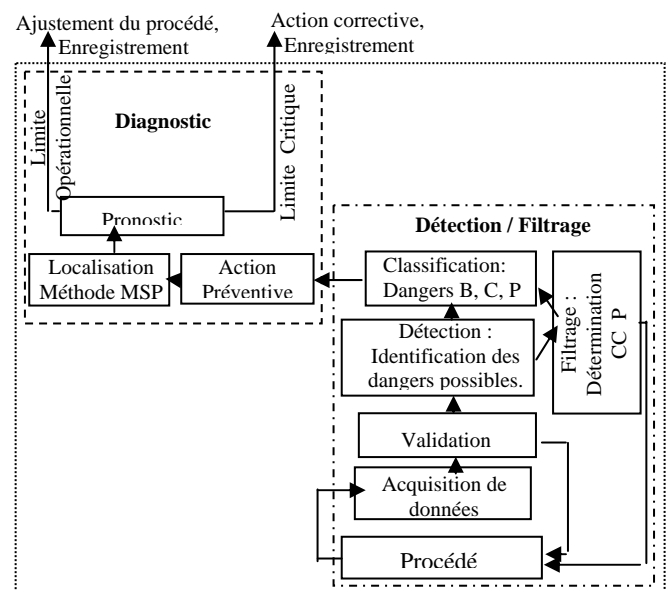 Ajustement du procédé,
Enregistrement
Action corrective,
Enregistrement
Limite
Opérationnelle
Diagnostic
Limite Critique
Pronostic
Localisation
Méthode MSP
Action
Préventive
Détection / Filtrage
Classification:
Dangers B, C, P
Filtrage :
Détermination
CC P
Détection :
Identification des
dangers possibles.
Validation
Acquisition de
données
Procédé